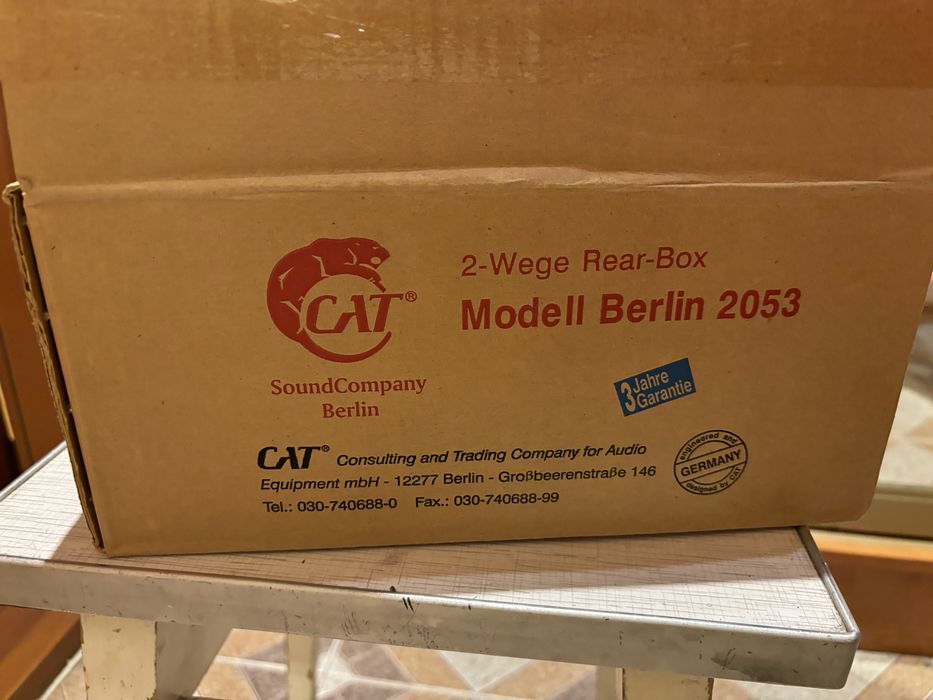 CAT®
SoundCompany
Berlin
2-Wege Rear-Box
Modell Berlin 2053
3 Jahre
Garantie
CAT® Consulting and Trading Company for Audio
Equipment mbH - 12277 Berlin - Großbeerenstraße 146
Tel.: 030-740688-0 Fax.: 030-740688-99
engineered and
GERMANY
designed by CAT